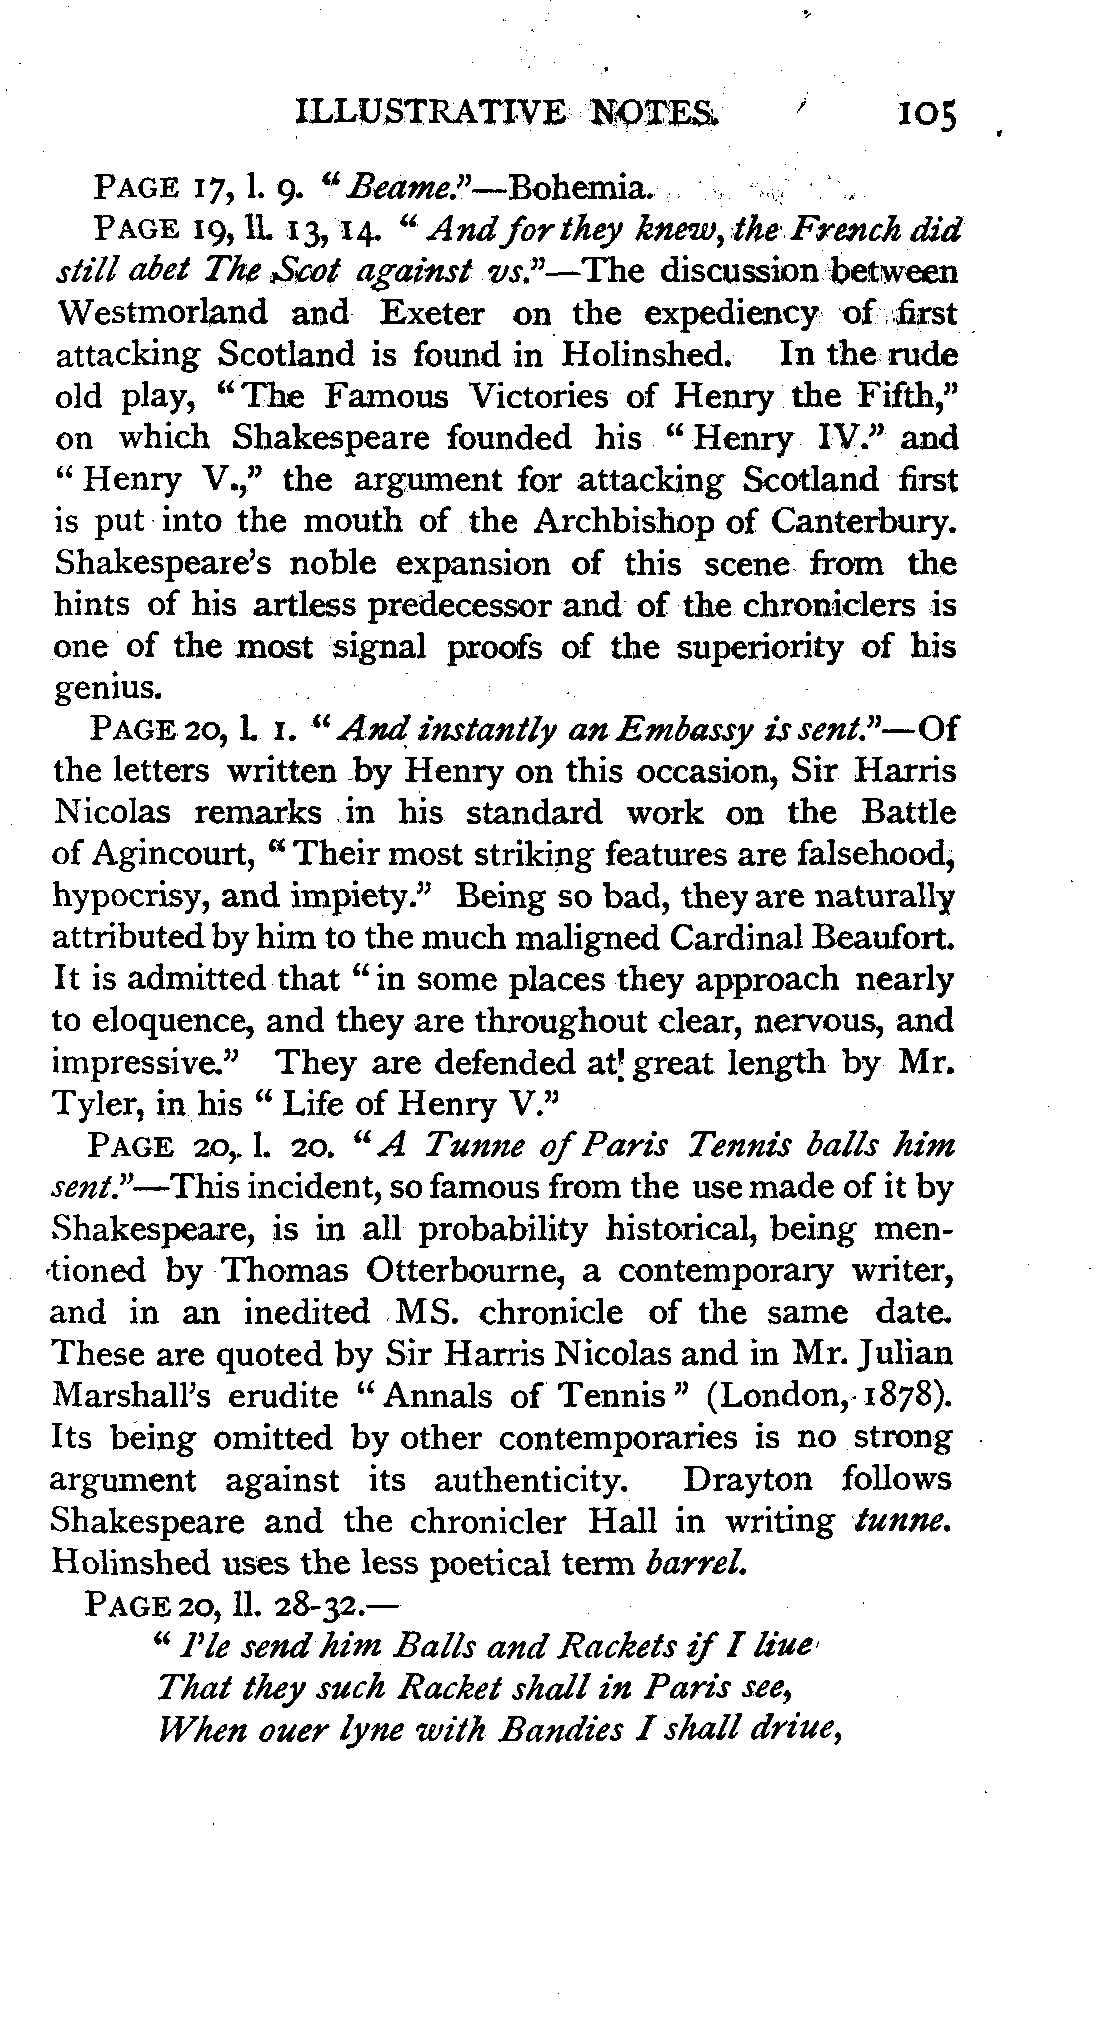 ILLUSTRATIVE NOTES. 105
PAGE 17, l. 9. "Beame."—Bohemia.
PAGE 19, ll. 13, 14. "And for they knew, the French did
still abet The Scot against vs."—The discussion between
Westmorland and Exeter on the expediency of first
attacking Scotland is found in Holinshed. In the rude
old play, "The Famous Victories of Henry the Fifth,"
on which Shakespeare founded his "Henry IV." and
"Henry V.," the argument for attacking Scotland first
is put into the mouth of the Archbishop of Canterbury.
Shakespeare's noble expansion of this scene from the
hints of his artless predecessor and of the chroniclers is
one of the most signal proofs of the superiority of his
genius.
PAGE 20, l. 1. "And instantly an Embassy is sent."—Of
the letters written by Henry on this occasion, Sir Harris
Nicolas remarks in his standard work on the Battle
of Agincourt, "Their most striking features are falsehood,
hypocrisy, and impiety." Being so bad, they are naturally
attributed by him to the much maligned Cardinal Beaufort.
It is admitted that "in some places they approach nearly
to eloquence, and they are throughout clear, nervous, and
impressive." They are defended at great length by Mr.
Tyler, in his "Life of Henry V."
PAGE 20, l. 20. "A Tunne of Paris Tennis balls him
sent."—This incident, so famous from the use made of it by
Shakespeare, is in all probability historical, being men-
tioned by Thomas Otterbourne, a contemporary writer,
and in an inedited MS. chronicle of the same date.
These are quoted by Sir Harris Nicolas and in Mr. Julian
Marshall's erudite "Annals of Tennis" (London, 1878).
Its being omitted by other contemporaries is no strong
argument against its authenticity. Drayton follows
Shakespeare and the chronicler Hall in writing tunne.
Holinshed uses the less poetical term barrel.
PAGE 20, ll. 28-32.—
"I'le send him Balls and Rackets if I liue
That they such Racket shall in Paris see,
When ouer lyne with Bandies I shall driue,